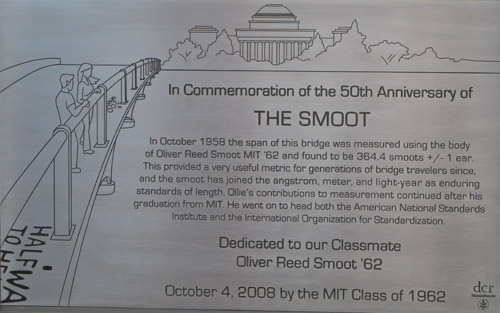 In Commemoration of the 50th Anniversary of
THE SMOOT
In October 1958 the span of this bridge was measured using the body
of Oliver Reed Smoot MIT '62 and found to be 364.4 smoots +/- 1 ear.
This provided a very useful metric for generations of bridge travelers since,
and the smoot has joined the angstrom, meter, and light-year as enduring
standards of length. Ollie's contributions to measurement continued after his
graduation from MIT. He went on to head both the American National Standards
Institute and the International Organization for Standardization.
Dedicated to our Classmate
Oliver Reed Smoot '62
October 4, 2008 by the MIT Class of 1962
HALFWA
TO HE
dcr
Massachusetts